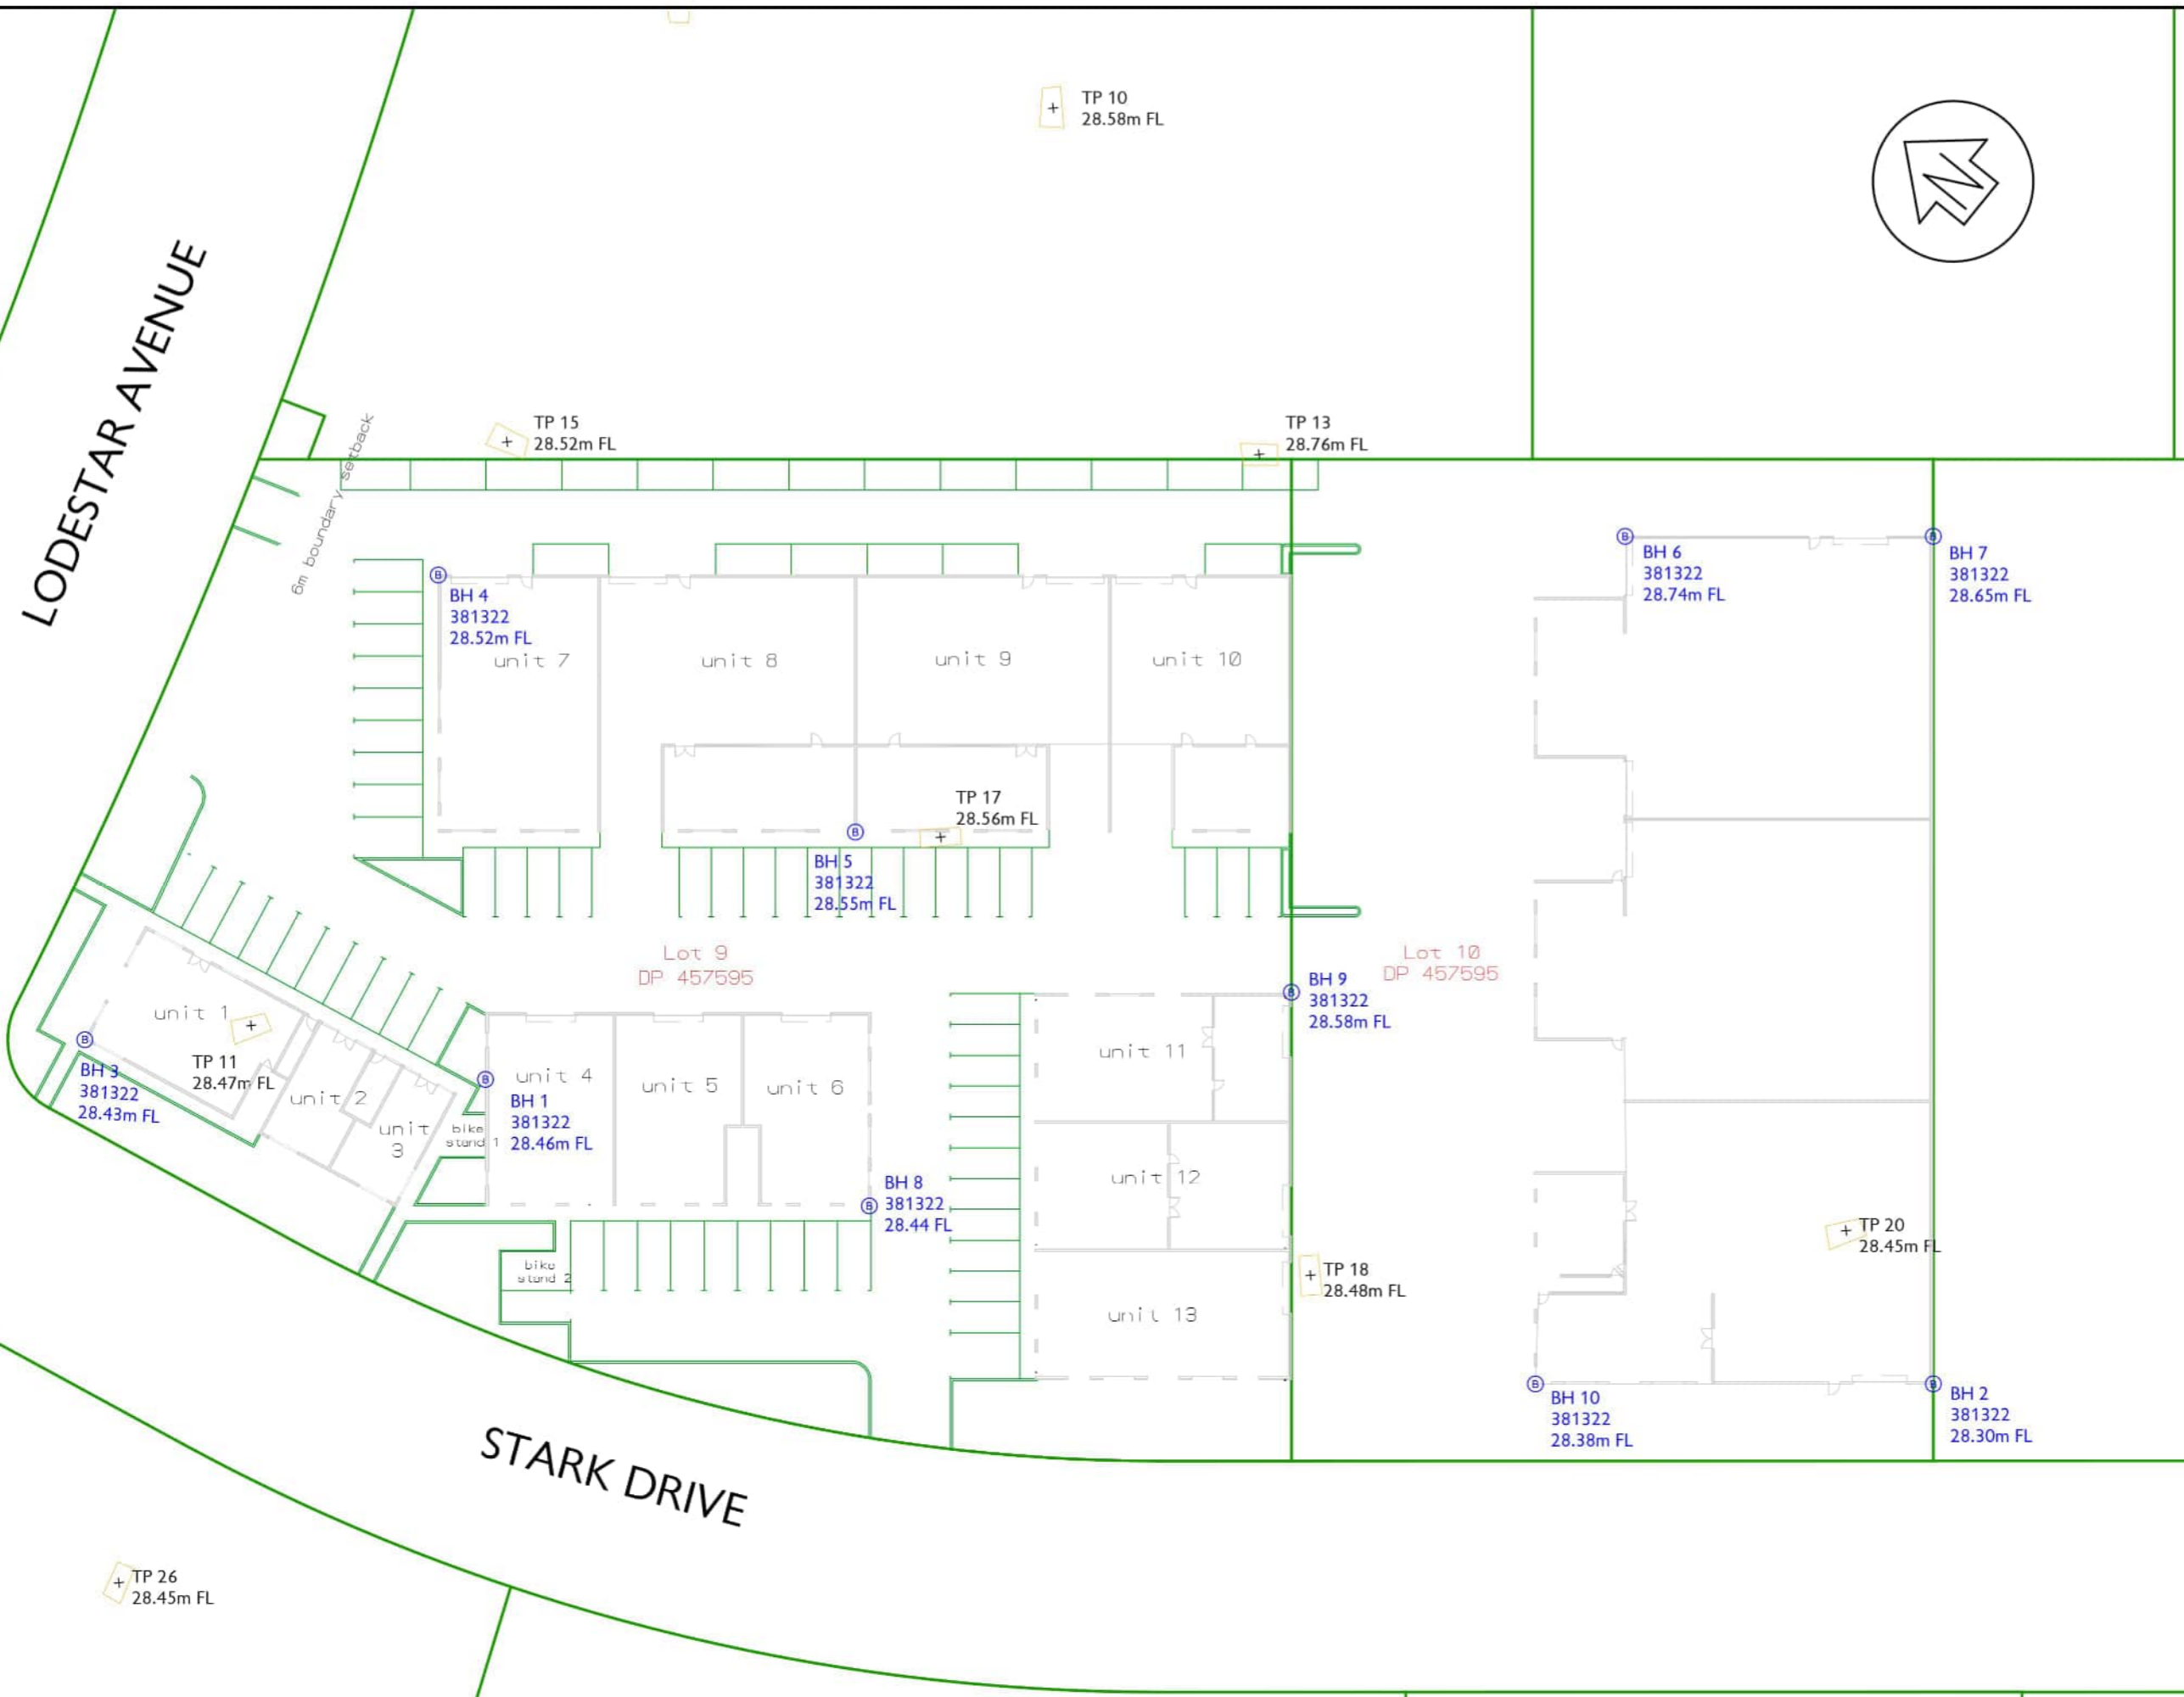 TP 10
28.58m FL
N
LODESTAR AVENUE
6m boundary setback
TP 15
28.52m FL
TP 13
28.76m FL
B
BH 4
381322
28.52m FL
B
BH 6
381322
28.74m FL
B
BH 7
381322
28.65m FL
unit 7
unit 8
unit 9
unit 10
TP 17
28.56m FL
B
BH 5
381322
28.55m FL
Lot 9
DP 457595
Lot 10
DP 457595
B
BH 9
381322
28.58m FL
unit 1
TP 11
28.47m FL
B
BH 3
381322
28.43m FL
unit 2
unit
3
bike
stand 1
B
unit 4
BH 1
381322
28.46m FL
unit 5
unit 6
unit 11
unit 12
unit 13
B
BH 8
381322
28.44 FL
bike
stand 2
TP 18
28.48m FL
TP 20
28.45m FL
B
BH 10
381322
28.38m FL
B
BH 2
381322
28.30m FL
STARK DRIVE
TP 26
28.45m FL